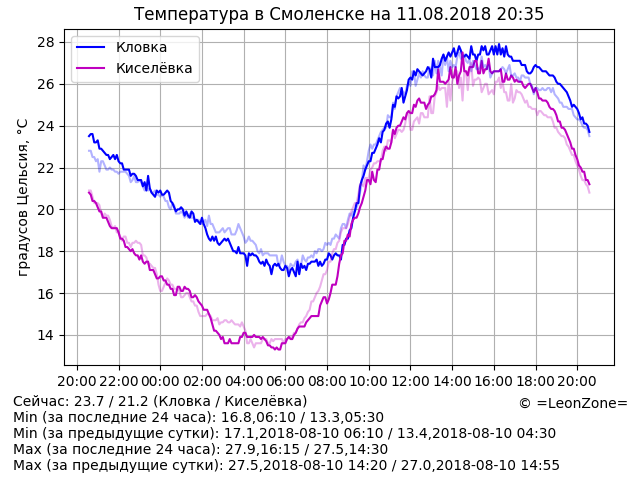 Температура в Смоленске на 11.08.2018 20:35
Кловка
Киселёвка
градусов Цельсия, °C
28
26
24
22
20
18
16
14
20:00 22:00 00:00 02:00 04:00 06:00 08:00 10:00 12:00 14:00 16:00 18:00 20:00
Сейчас: 23.7 / 21.2 (Кловка / Киселёвка)
© =LeonZone=
Min (за последние 24 часа): 16.8,06:10 / 13.3,05:30
Min (за предыдущие сутки): 17.1,2018-08-10 06:10 / 13.4,2018-08-10 04:30
Max (за последние 24 часа): 27.9,16:15 / 27.5,14:30
Max (за предыдущие сутки): 27.5,2018-08-10 14:20 / 27.0,2018-08-10 14:55